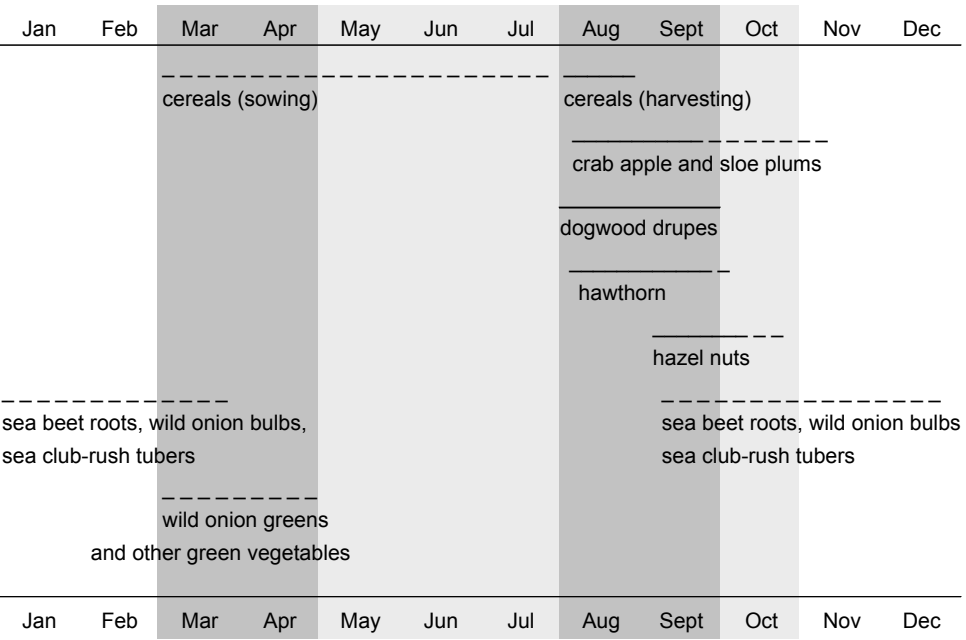 Jan Feb Mar Apr May Jun Jul Aug Sept Oct Nov Dec
cereals (sowing) cereals (harvesting)
crab apple and sloe plums
dogwood drupes
hawthorn
hazel nuts
sea beet roots, wild onion bulbs, sea beet roots, wild onion bulbs
sea club-rush tubers sea club-rush tubers
wild onion greens
and other green vegetables
Jan Feb Mar Apr May Jun Jul Aug Sept Oct Nov Dec